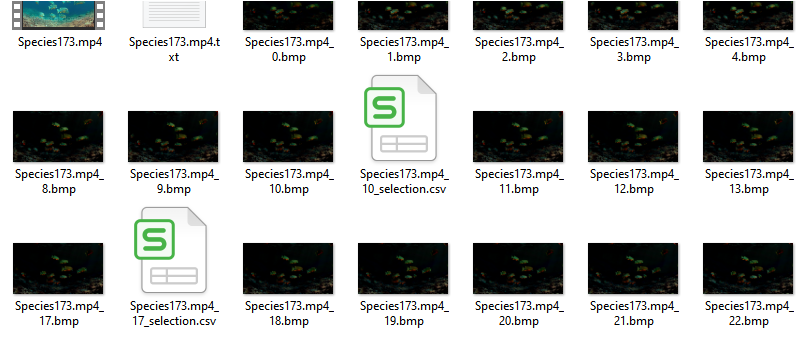 Species173.mp4
Species173.mp4.t
xt
Species173.mp4_
0.bmp
Species173.mp4_
1.bmp
Species173.mp4_
2.bmp
Species173.mp4_
3.bmp
Species173.mp4_
4.bmp
Species173.mp4_
8.bmp
Species173.mp4_
9.bmp
Species173.mp4_
10.bmp
S
Species173.mp4_
10_selection.csv
Species173.mp4_
11.bmp
Species173.mp4_
12.bmp
Species173.mp4_
13.bmp
Species173.mp4_
17.bmp
S
Species173.mp4_
17_selection.csv
Species173.mp4_
18.bmp
Species173.mp4_
19.bmp
Species173.mp4_
20.bmp
Species173.mp4_
21.bmp
Species173.mp4_
22.bmp